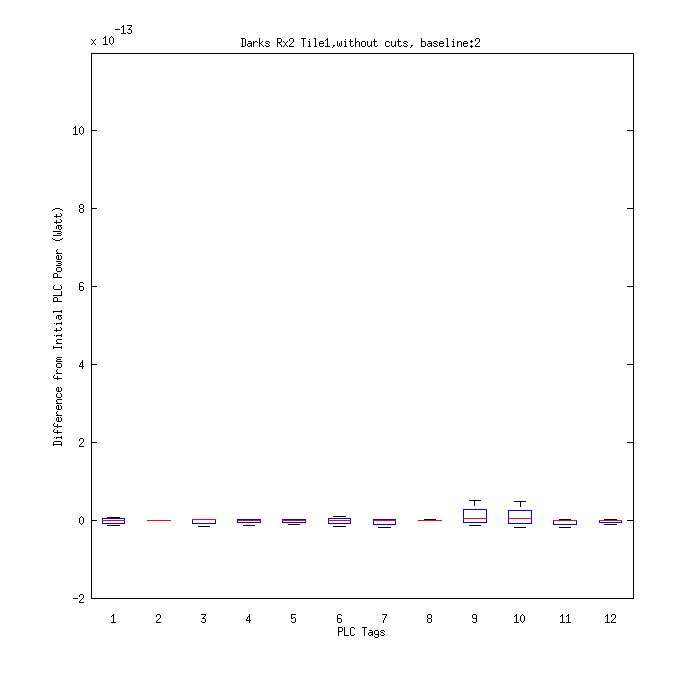 x 10^-13
Darks Rx2 Tile1,without cuts, baseline:2
10
8
6
4
2
0
-2
Difference from Initial PLC Power (Watt)
1 2 3 4 5 6 7 8 9 10 11 12
PLC Tags